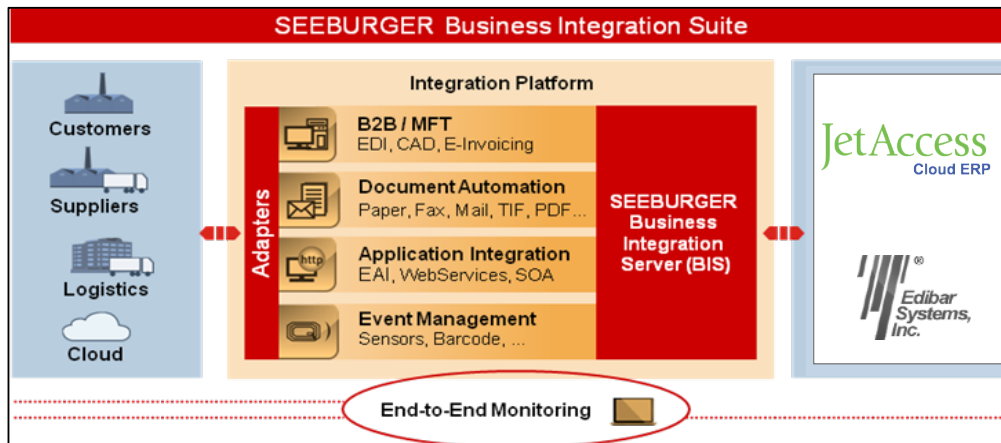 SEEBURGER Business Integration Suite
Customers
Suppliers
Logistics
Cloud
Integration Platform
Adapters
B2B / MFT
EDI, CAD, E-Invoicing
Document Automation
Paper, Fax, Mail, TIF, PDF...
http
Application Integration
EAI, WebServices, SOA
Event Management
Sensors, Barcode, ...
SEEBURGER
Business
Integration
Server (BIS)
JetAccess
Cloud ERP
®
Edibar
Systems,
Inc.
End-to-End Monitoring